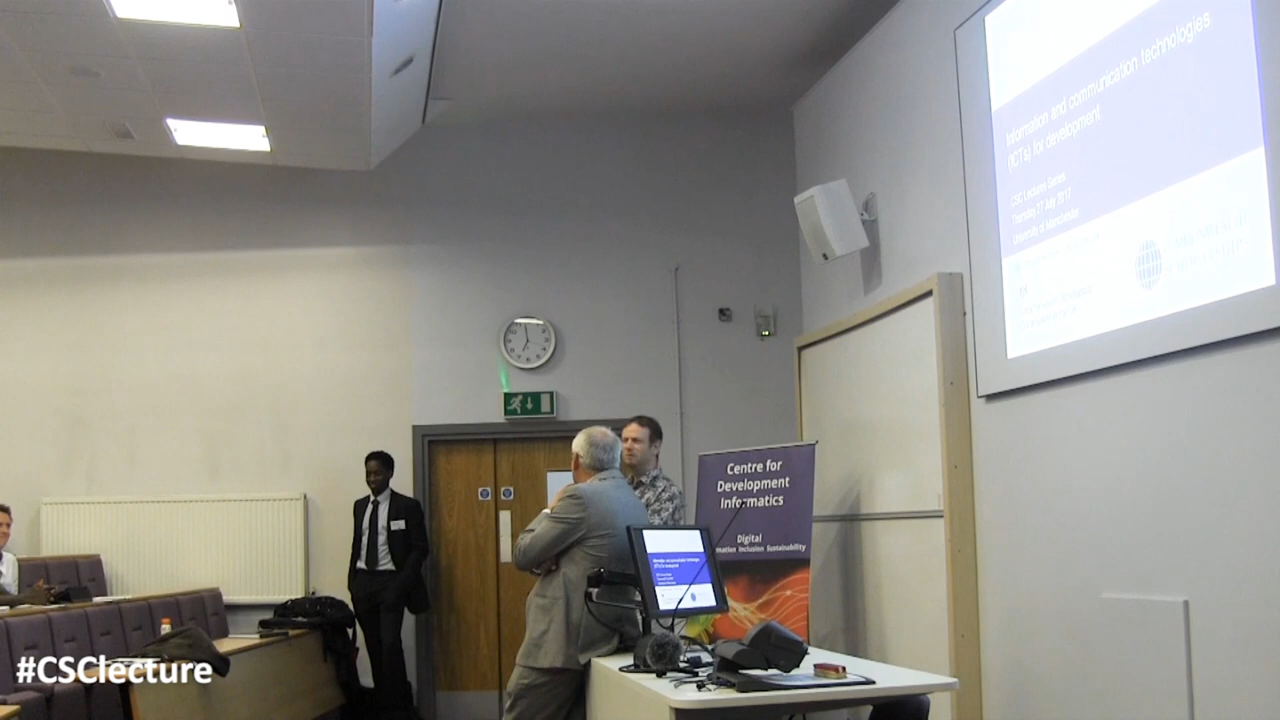 Information and communication technologies
(ICTs) for development
CSC Lectures Series
Thursday 27 July 2017
University of Manchester
Centre for
Development
Informatics
Digital
mation Inclusion Sustainability
#CSClecture